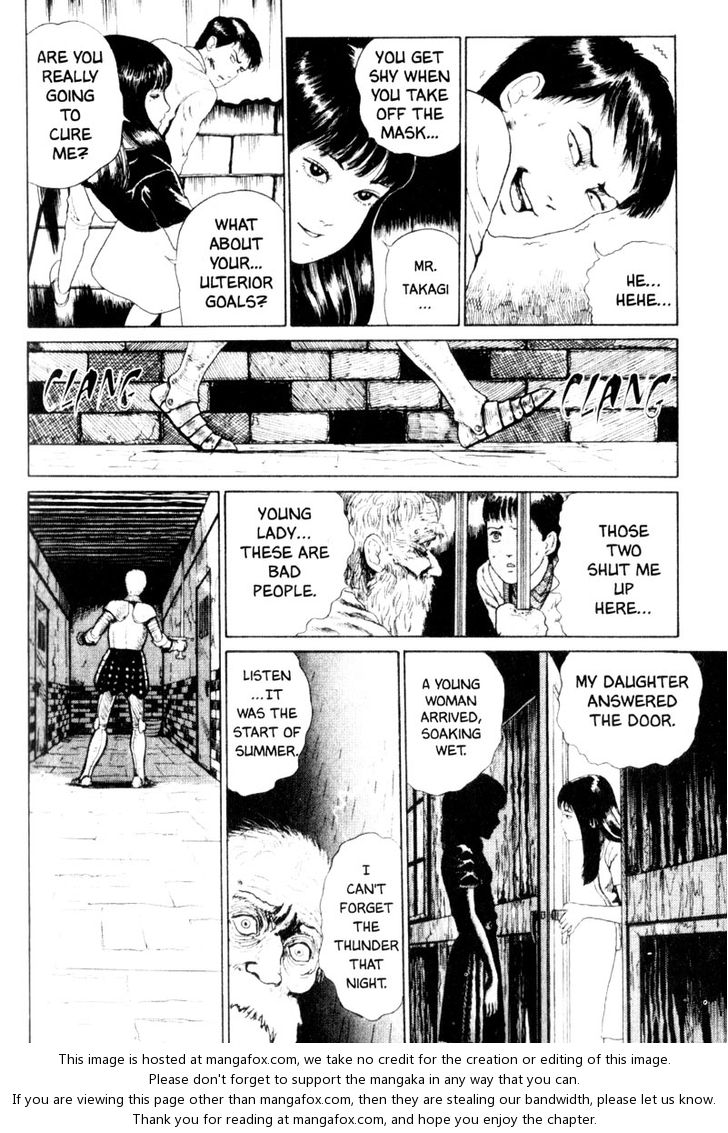 YOU GET
SHY WHEN
YOU TAKE
OFF THE
MASK...
HE...
HEHE...
MR.
TAKAGI
...
ARE YOU
REALLY
GOING
TO
CURE
ME?
WHAT
ABOUT
YOUR...
ULTERIOR
GOALS?
CLANG
CLANG
THOSE
TWO
SHUT ME
UP
HERE...
YOUNG
LADY...
THESE ARE
BAD
PEOPLE.
MY DAUGHTER
ANSWERED
THE DOOR.
A YOUNG
WOMAN
ARRIVED,
SOAKING
WET.
LISTEN
...IT
WAS THE
START OF
SUMMER.
I
CAN'T
FORGET
THE
THUNDER
THAT
NIGHT.
This image is hosted at mangafox.com, we take no credit for the creation or editing of this image.
Please don't forget to support the mangaka in any way that you can.
If you are viewing this page other than mangafox.com, then they are stealing our bandwidth, please let us know.
Thank you for reading at mangafox.com, and hope you enjoy the chapter.